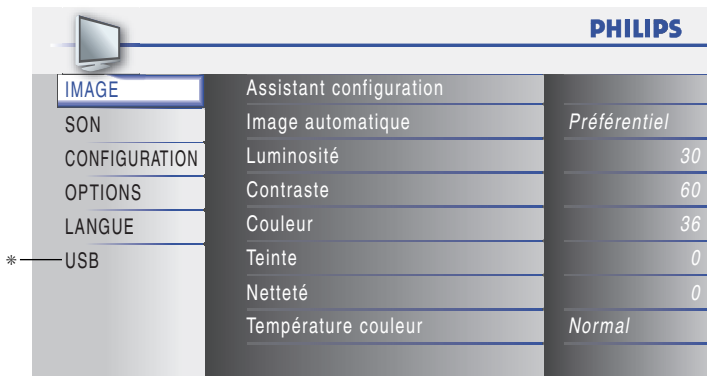 PHILIPS
IMAGE
SON
CONFIGURATION
OPTIONS
LANGUE
* USB
Assistant configuration
Image automatique Préférentiel
Luminosité 30
Contraste 60
Couleur 36
Teinte 0
Netteté 0
Température couleur Normal